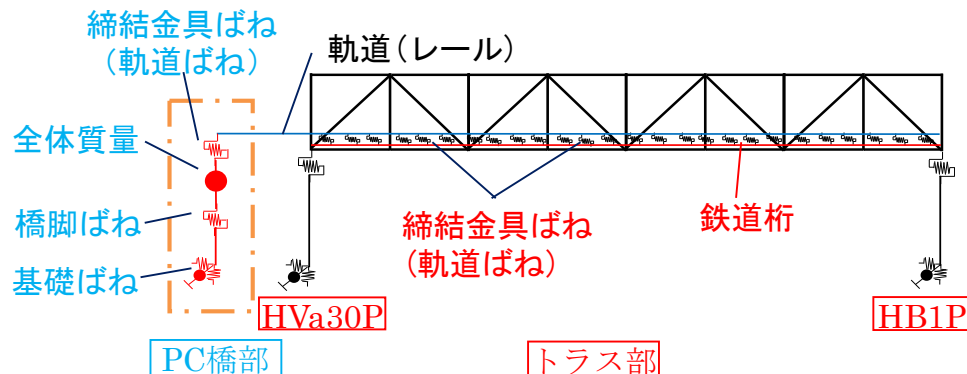 締結金具ばね
(軌道ばね)
軌道(レール)
全体質量
橋脚ばね
基礎ばね
締結金具ばね
(軌道ばね)
鉄道桁
HVa30P
HB1P
PC橋部
トラス部